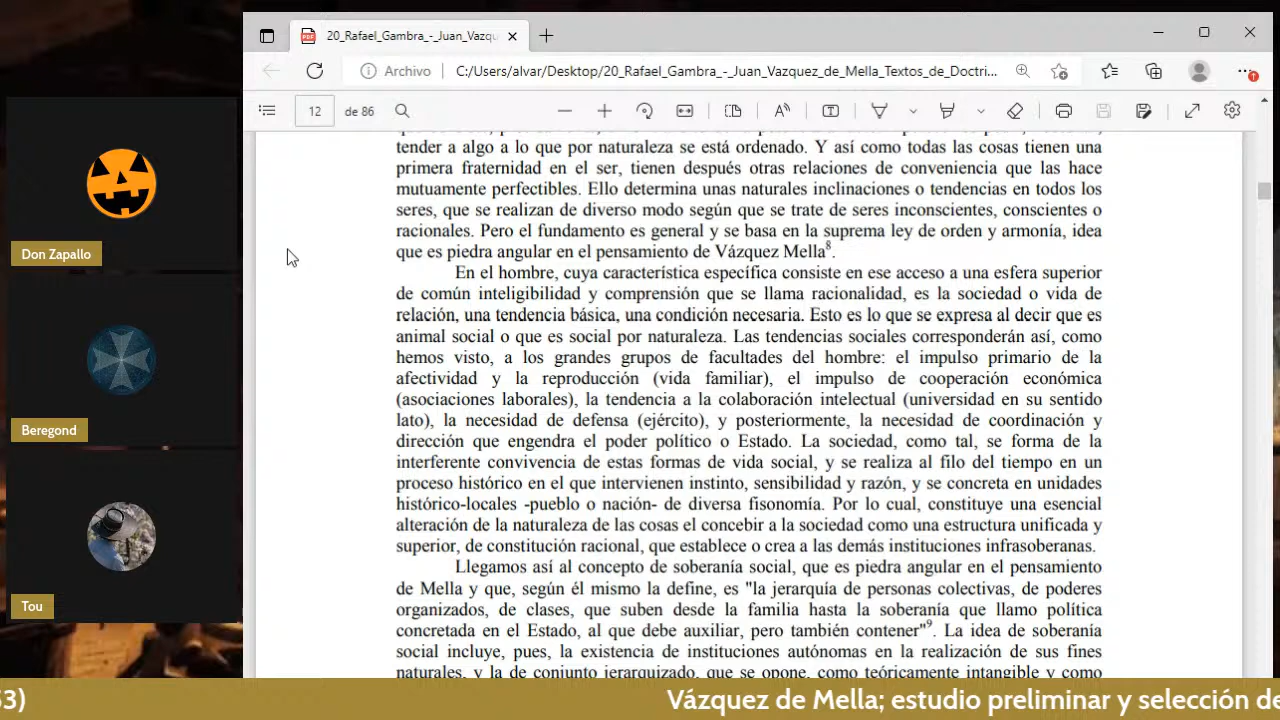 20_Rafael_Gambra_-_Juan_Vazqu
Archivo
C:/Users/alvar/Desktop/20_Rafael_Gambra_-_Juan_Vazquez_de_Mella_Textos_de_Doctri...
12
de 86
tender a algo a lo que por naturaleza se está ordenado. Y así como todas las cosas tienen una
primera fraternidad en el ser, tienen después otras relaciones de conveniencia que las hace
mutuamente perfectibles. Ello determina unas naturales inclinaciones o tendencias en todos los
seres, que se realizan de diverso modo según que se trate de seres inconscientes, conscientes o
racionales. Pero el fundamento es general y se basa en la suprema ley de orden y armonía, idea
que es piedra angular en el pensamiento de Vázquez Mella8.
En el hombre, cuya característica específica consiste en ese acceso a una esfera superior
de común inteligibilidad y comprensión que se llama racionalidad, es la sociedad o vida de
relación, una tendencia básica, una condición necesaria. Esto es lo que se expresa al decir que es
animal social o que es social por naturaleza. Las tendencias sociales corresponderán así, como
hemos visto, a los grandes grupos de facultades del hombre: el impulso primario de la
afectividad y la reproducción (vida familiar), el impulso de cooperación económica
(asociaciones laborales), la tendencia a la colaboración intelectual (universidad en su sentido
lato), la necesidad de defensa (ejército), y posteriormente, la necesidad de coordinación y
dirección que engendra el poder político o Estado. La sociedad, como tal, se forma de la
interferente convivencia de estas formas de vida social, y se realiza al filo del tiempo en un
proceso histórico en el que intervienen instinto, sensibilidad y razón, y se concreta en unidades
histórico-locales -pueblo o nación- de diversa fisonomía. Por lo cual, constituye una esencial
alteración de la naturaleza de las cosas el concebir a la sociedad como una estructura unificada y
superior, de constitución racional, que establece o crea a las demás instituciones infrasoberanas.
Llegamos así al concepto de soberanía social, que es piedra angular en el pensamiento
de Mella y que, según él mismo la define, es "la jerarquía de personas colectivas, de poderes
organizados, de clases, que suben desde la familia hasta la soberanía que llamo política
concretada en el Estado, al que debe auxiliar, pero también contener"9. La idea de soberanía
social incluye, pues, la existencia de instituciones autónomas en la realización de sus fines
naturales, y la de conjunto jerarquizado, que se opone, como teóricamente intangible y como
Don Zapallo
Beregond
Tou
53)
Vázquez de Mella; estudio preliminar y selección de